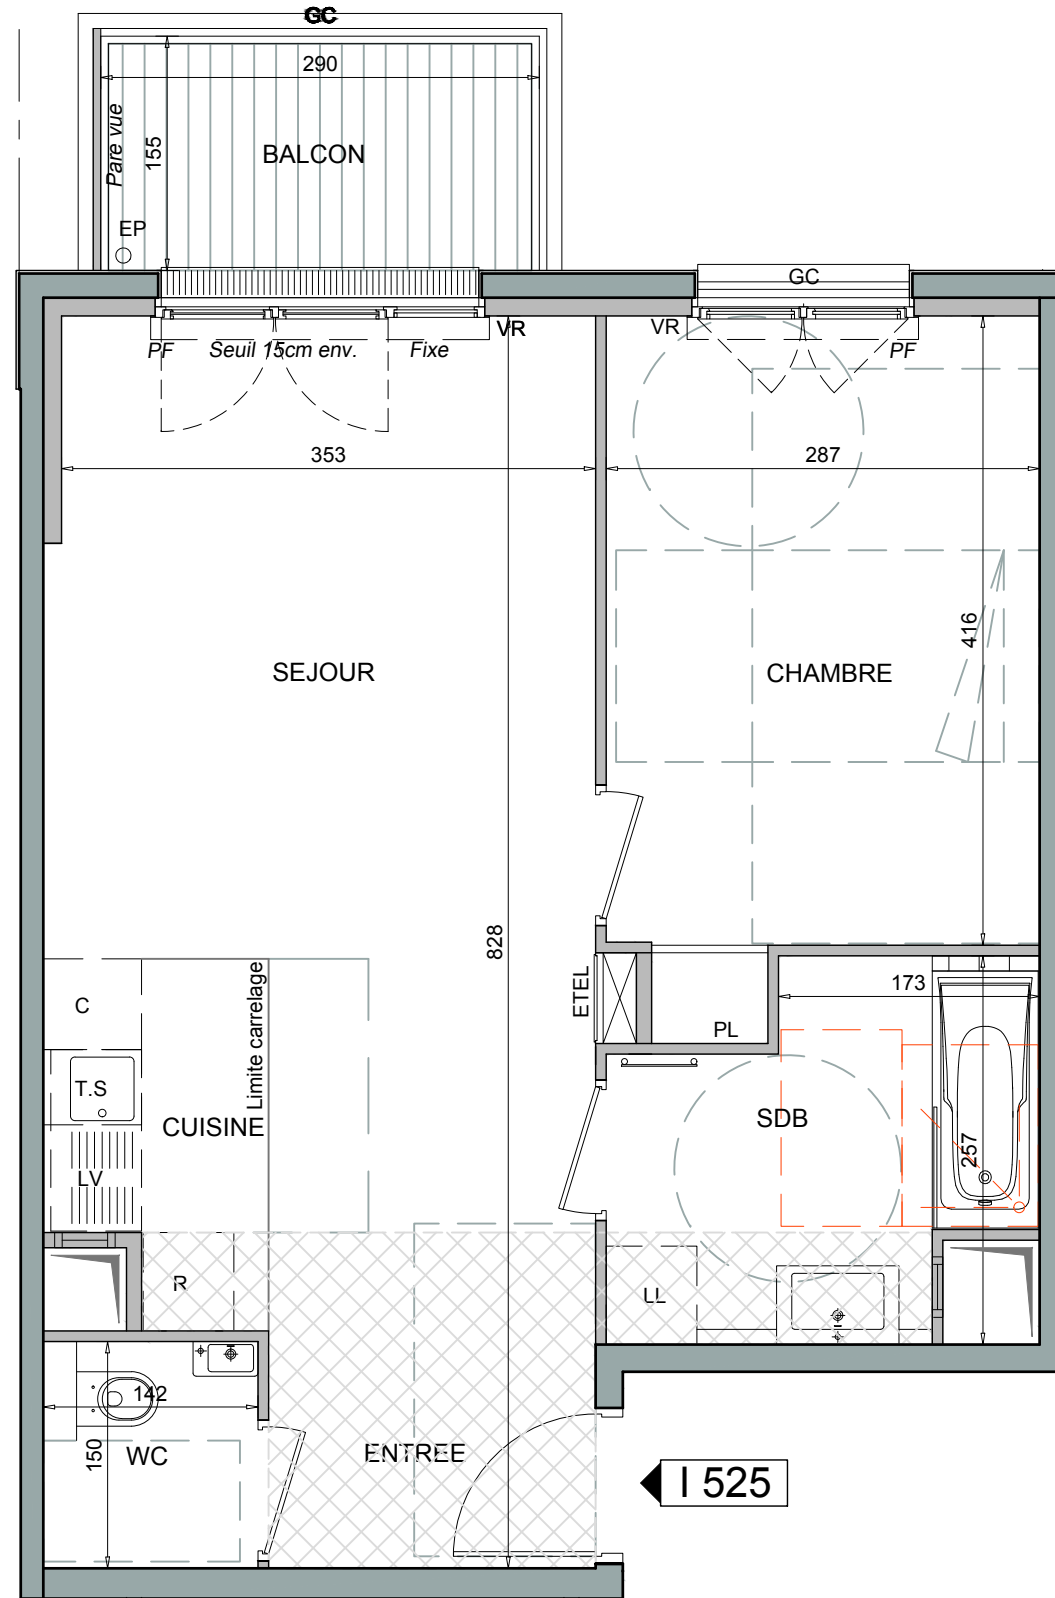 GC
290
Pare vue
155
BALCON
EP
GC
VR
VR
PF
Seuil 15cm env.
Fixe
PF
353
287
416
SEJOUR
CHAMBRE
828
ETEL
Limite carrelage
C
173
PL
T.S
CUISINE
SDB
257
LV
R
LL
142
150
WC
ENTREE
I 525